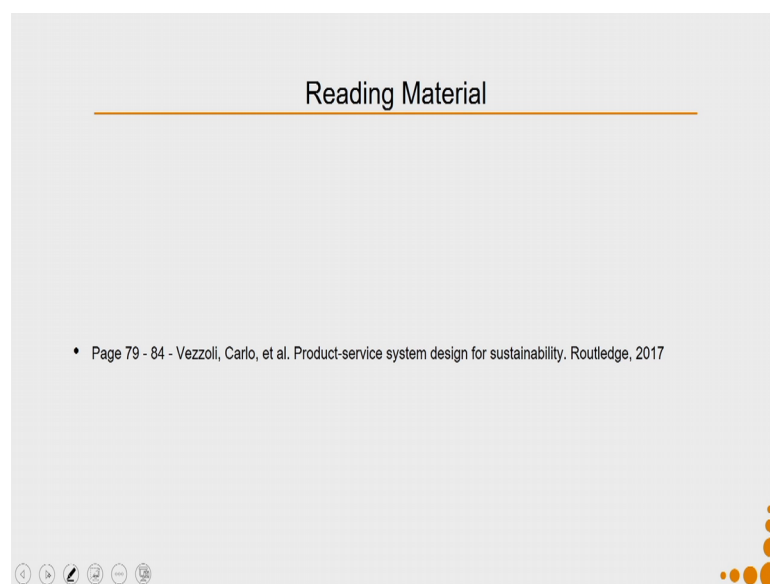 Reading Material
• Page 79 - 84 - Vezzoli, Carlo, et al. Product-service system design for sustainability. Routledge, 2017